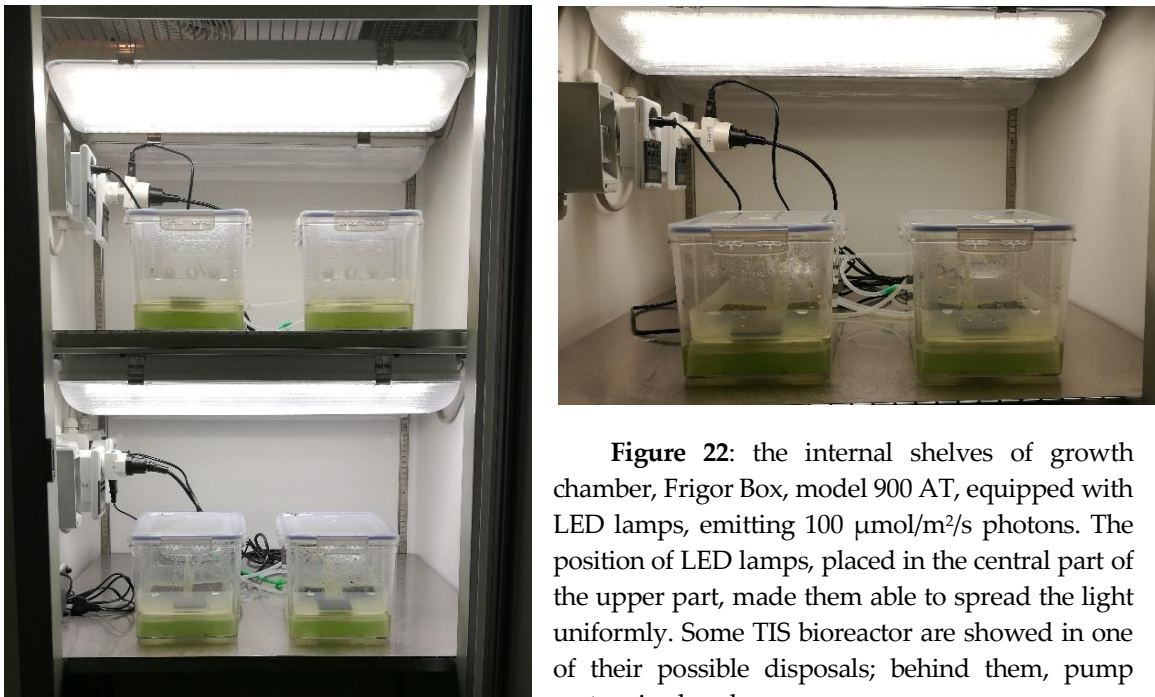 Figure 22: the internal shelves of growth
chamber, Frigor Box, model 900 AT, equipped with
LED lamps, emitting 100 µmol/m²/s photons. The
position of LED lamps, placed in the central part of
the upper part, made them able to spread the light
uniformly. Some TIS bioreactor are showed in one
of their possible disposals; behind them, pump